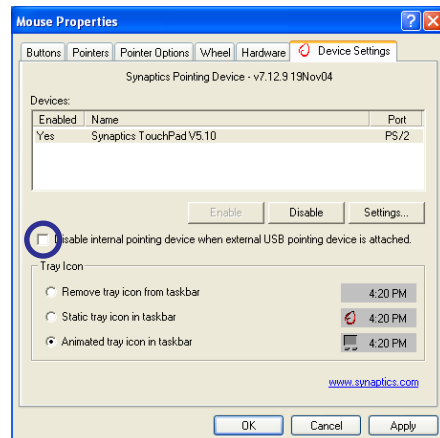 Mouse Properties
Buttons Pointers Pointer Options Wheel Hardware Device Settings
Synaptics Pointing Device - v7.12.9 19Nov04
Devices:
Enabled Name Port
Yes Synaptics TouchPad V5.10 PS/2
Enable Disable Settings...
Disable internal pointing device when external USB pointing device is attached.
Tray Icon
Remove tray icon from taskbar 4:20 PM
Static tray icon in taskbar 4:20 PM
Animated tray icon in taskbar 4:20 PM
www.synaptics.com
OK Cancel Apply